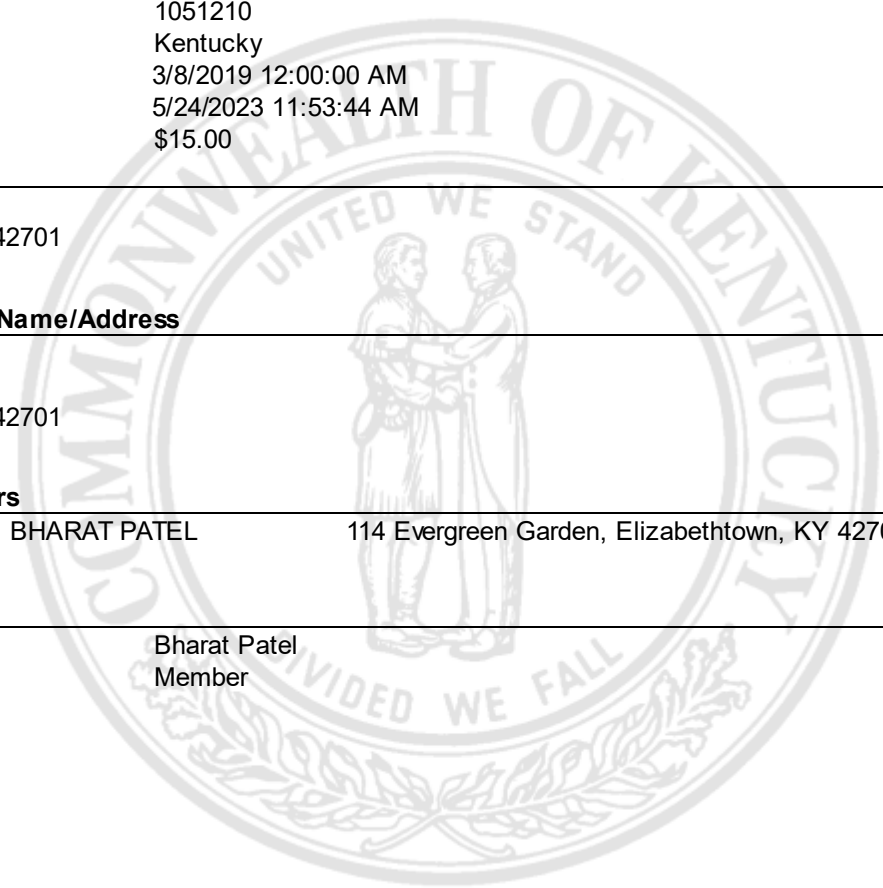 1051210
Kentucky
3/8/2019 12:00:00 AM
5/24/2023 11:53:44 AM
$15.00
42701
Name/Address
42701
rs
BHARAT PATEL 114 Evergreen Garden, Elizabethtown, KY 4270
Bharat Patel
Member
COMMONWEALTH OF KENTUCKY
UNITED WE STAND
DIVIDED WE FALL